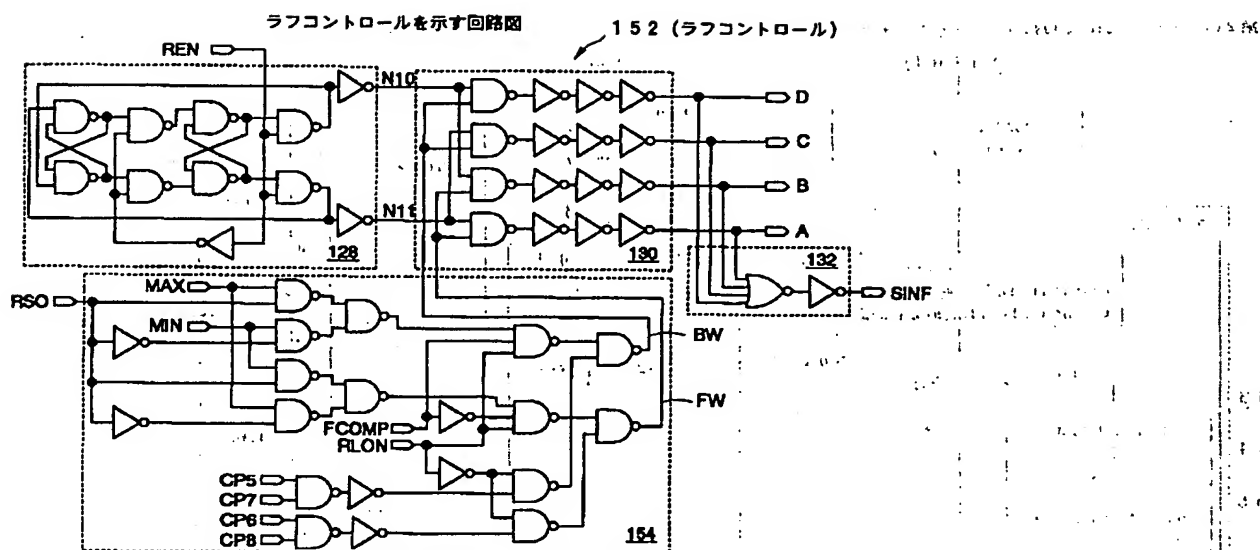 ラフコントロールを示す回路図
152 (ラフコントロール)
REN
N10
D
C
B
N11
A
128
130
132
MAX
RSO
SINF
MIN
BW
FW
FCOMP
RLON
CP5
CP7
CP6
CP8
154